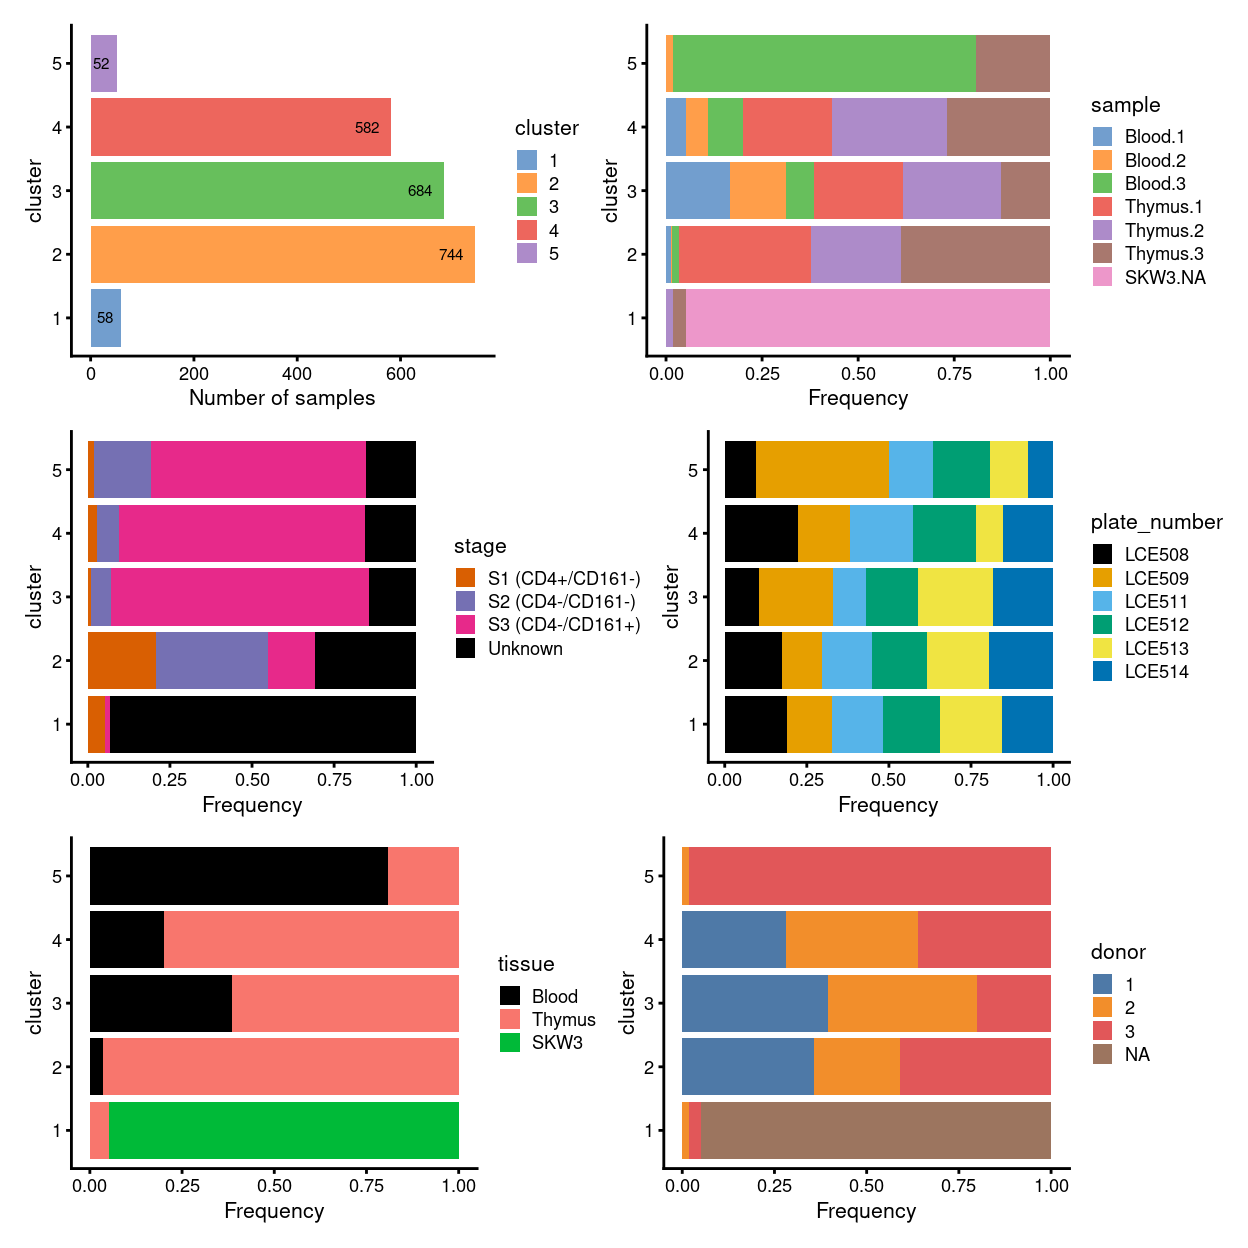 cluster
5
4
3
2
1
52
582
684
744
58
0
200
400
600
Number of samples
cluster
1
2
3
4
5
cluster
5
4
3
2
1
0.00
0.25
0.50
0.75
1.00
Frequency
sample
Blood.1
Blood.2
Blood.3
Thymus.1
Thymus.2
Thymus.3
SKW3.NA
cluster
5
4
3
2
1
0.00
0.25
0.50
0.75
1.00
Frequency
stage
S1 (CD4+/CD161-)
S2 (CD4-/CD161-)
S3 (CD4-/CD161+)
Unknown
cluster
5
4
3
2
1
0.00
0.25
0.50
0.75
1.00
Frequency
plate_number
LCE508
LCE509
LCE511
LCE512
LCE513
LCE514
cluster
5
4
3
2
1
0.00
0.25
0.50
0.75
1.00
Frequency
tissue
Blood
Thymus
SKW3
cluster
5
4
3
2
1
0.00
0.25
0.50
0.75
1.00
Frequency
donor
1
2
3
NA